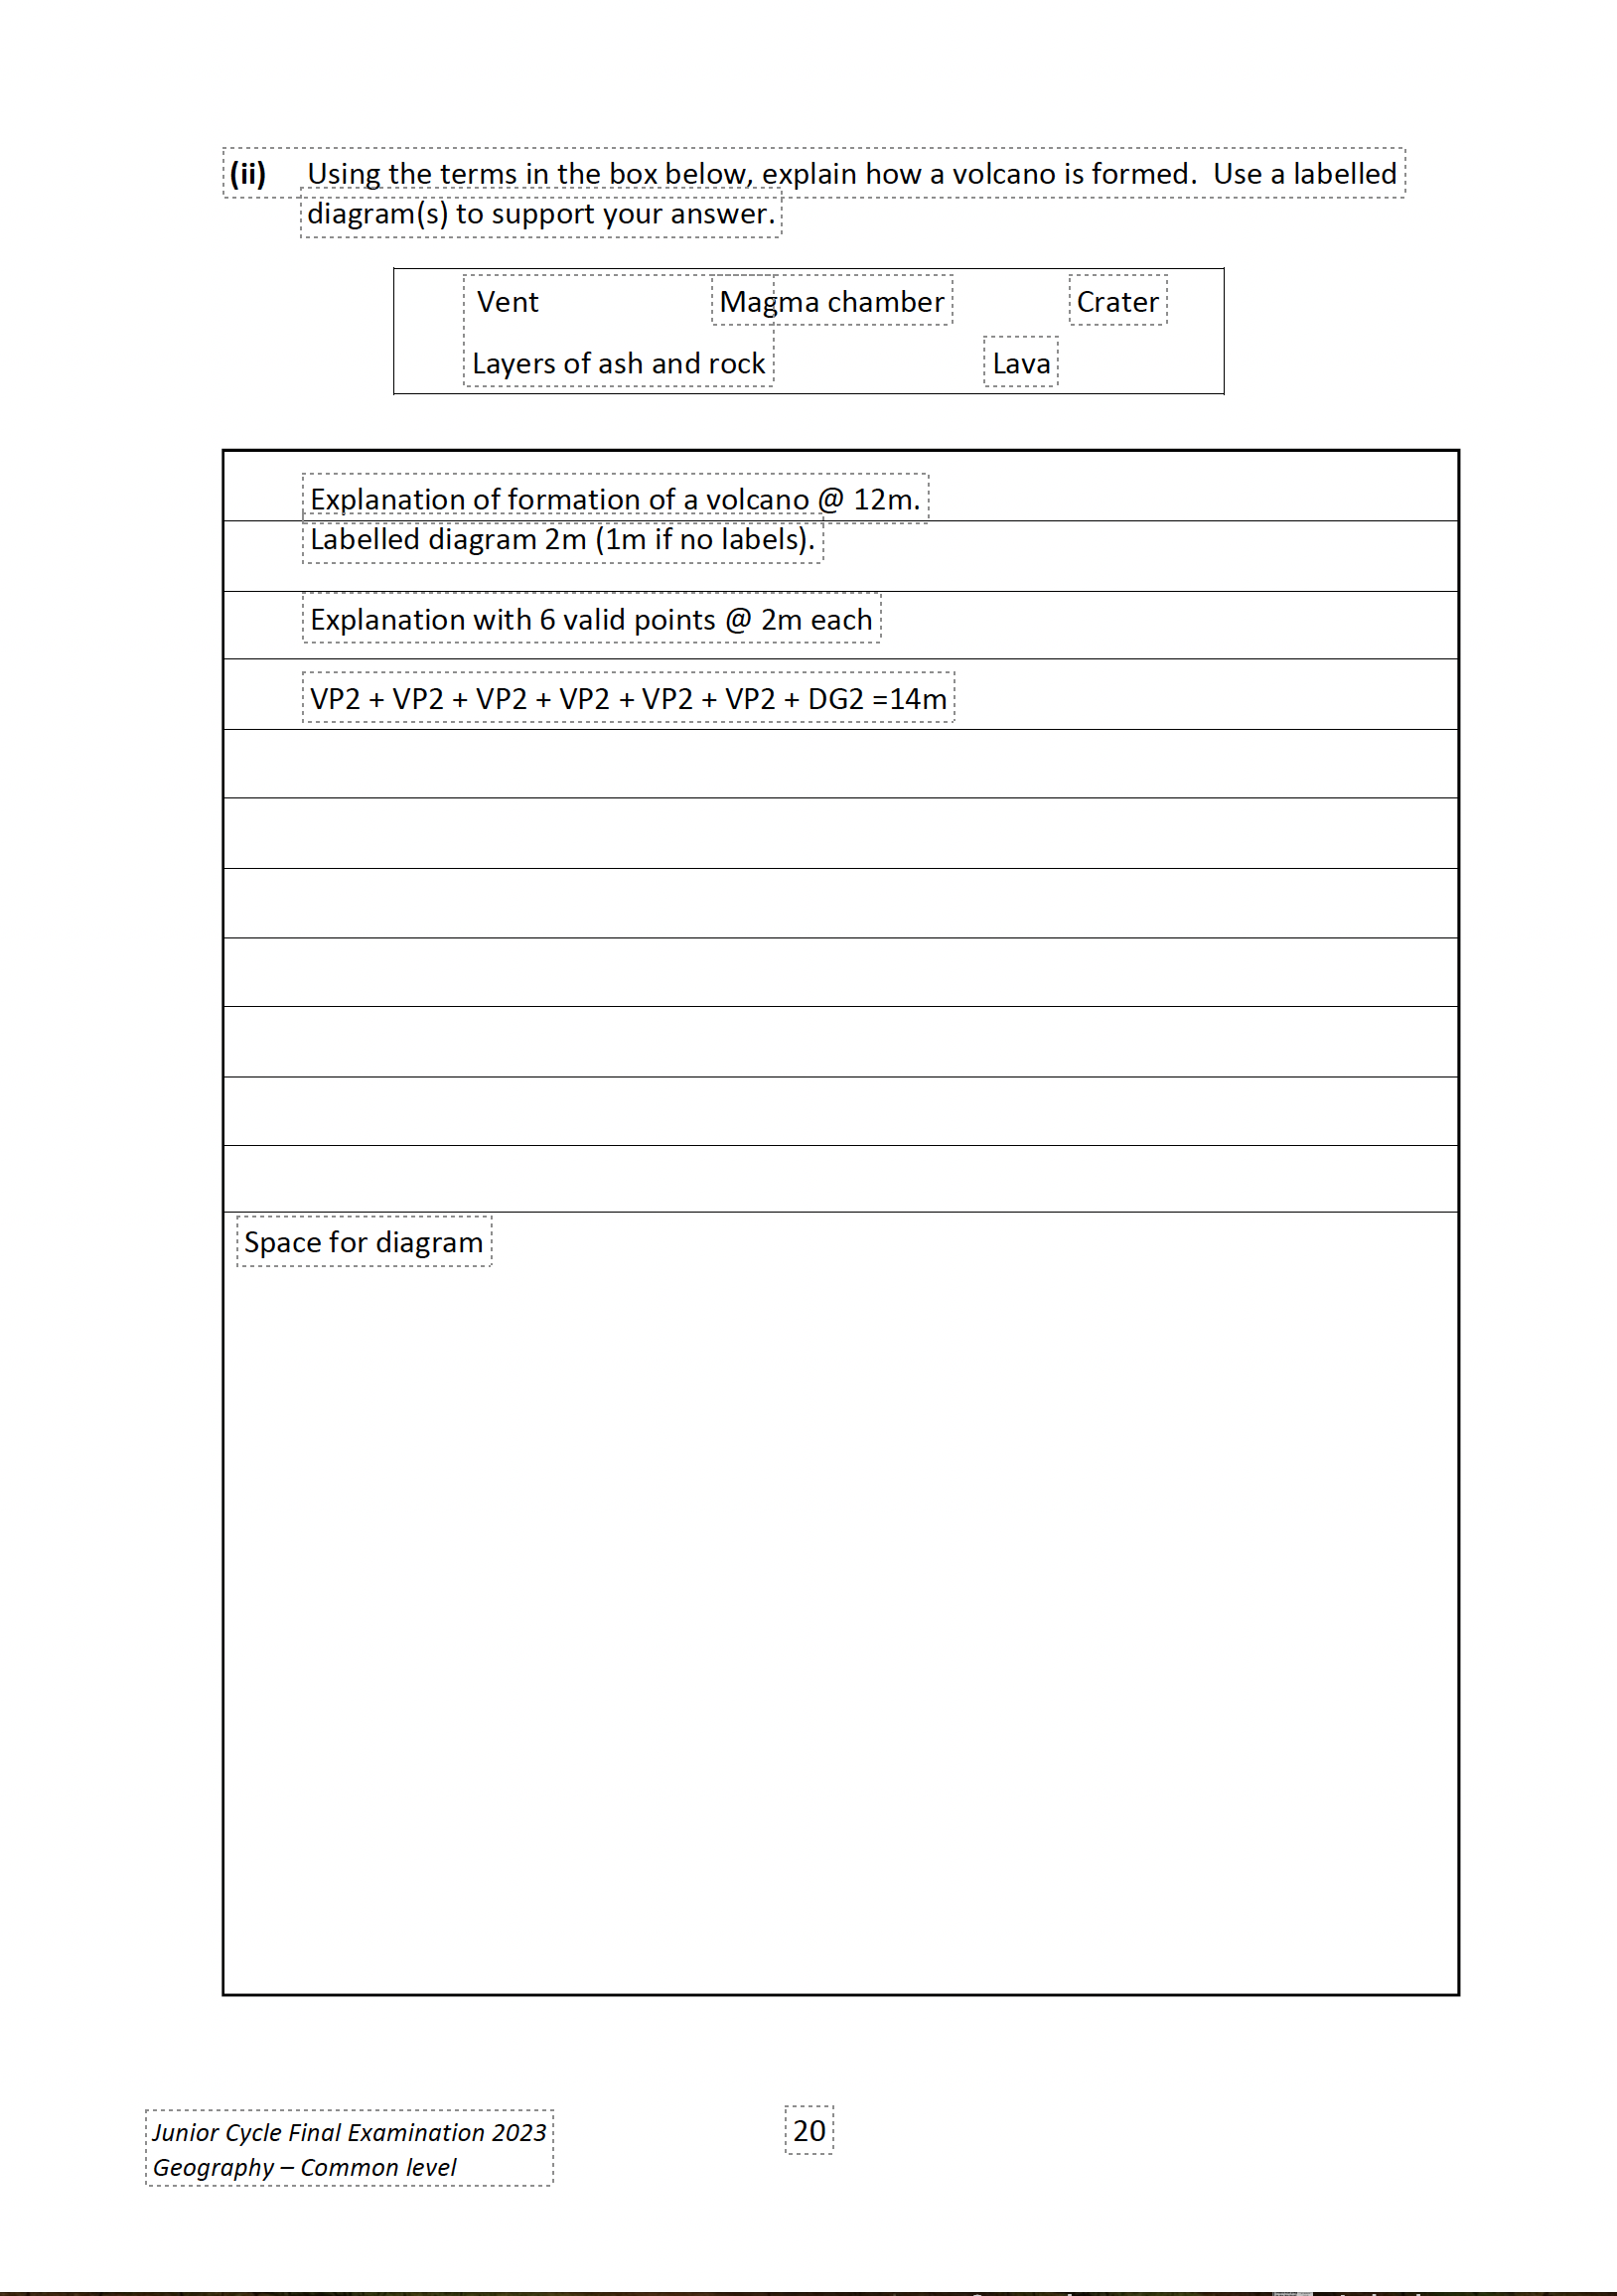 (ii) Using the terms in the box below, explain how a volcano is formed. Use a labelled
diagram(s) to support your answer.
Vent Magma chamber Crater
Layers of ash and rock Lava
Explanation of formation of a volcano @ 12m.
Labelled diagram 2m (1m if no labels).
Explanation with 6 valid points @ 2m each
VP2 + VP2 + VP2 + VP2 + VP2 + VP2 + DG2 =14m
Space for diagram
Junior Cycle Final Examination 2023
Geography – Common level
20